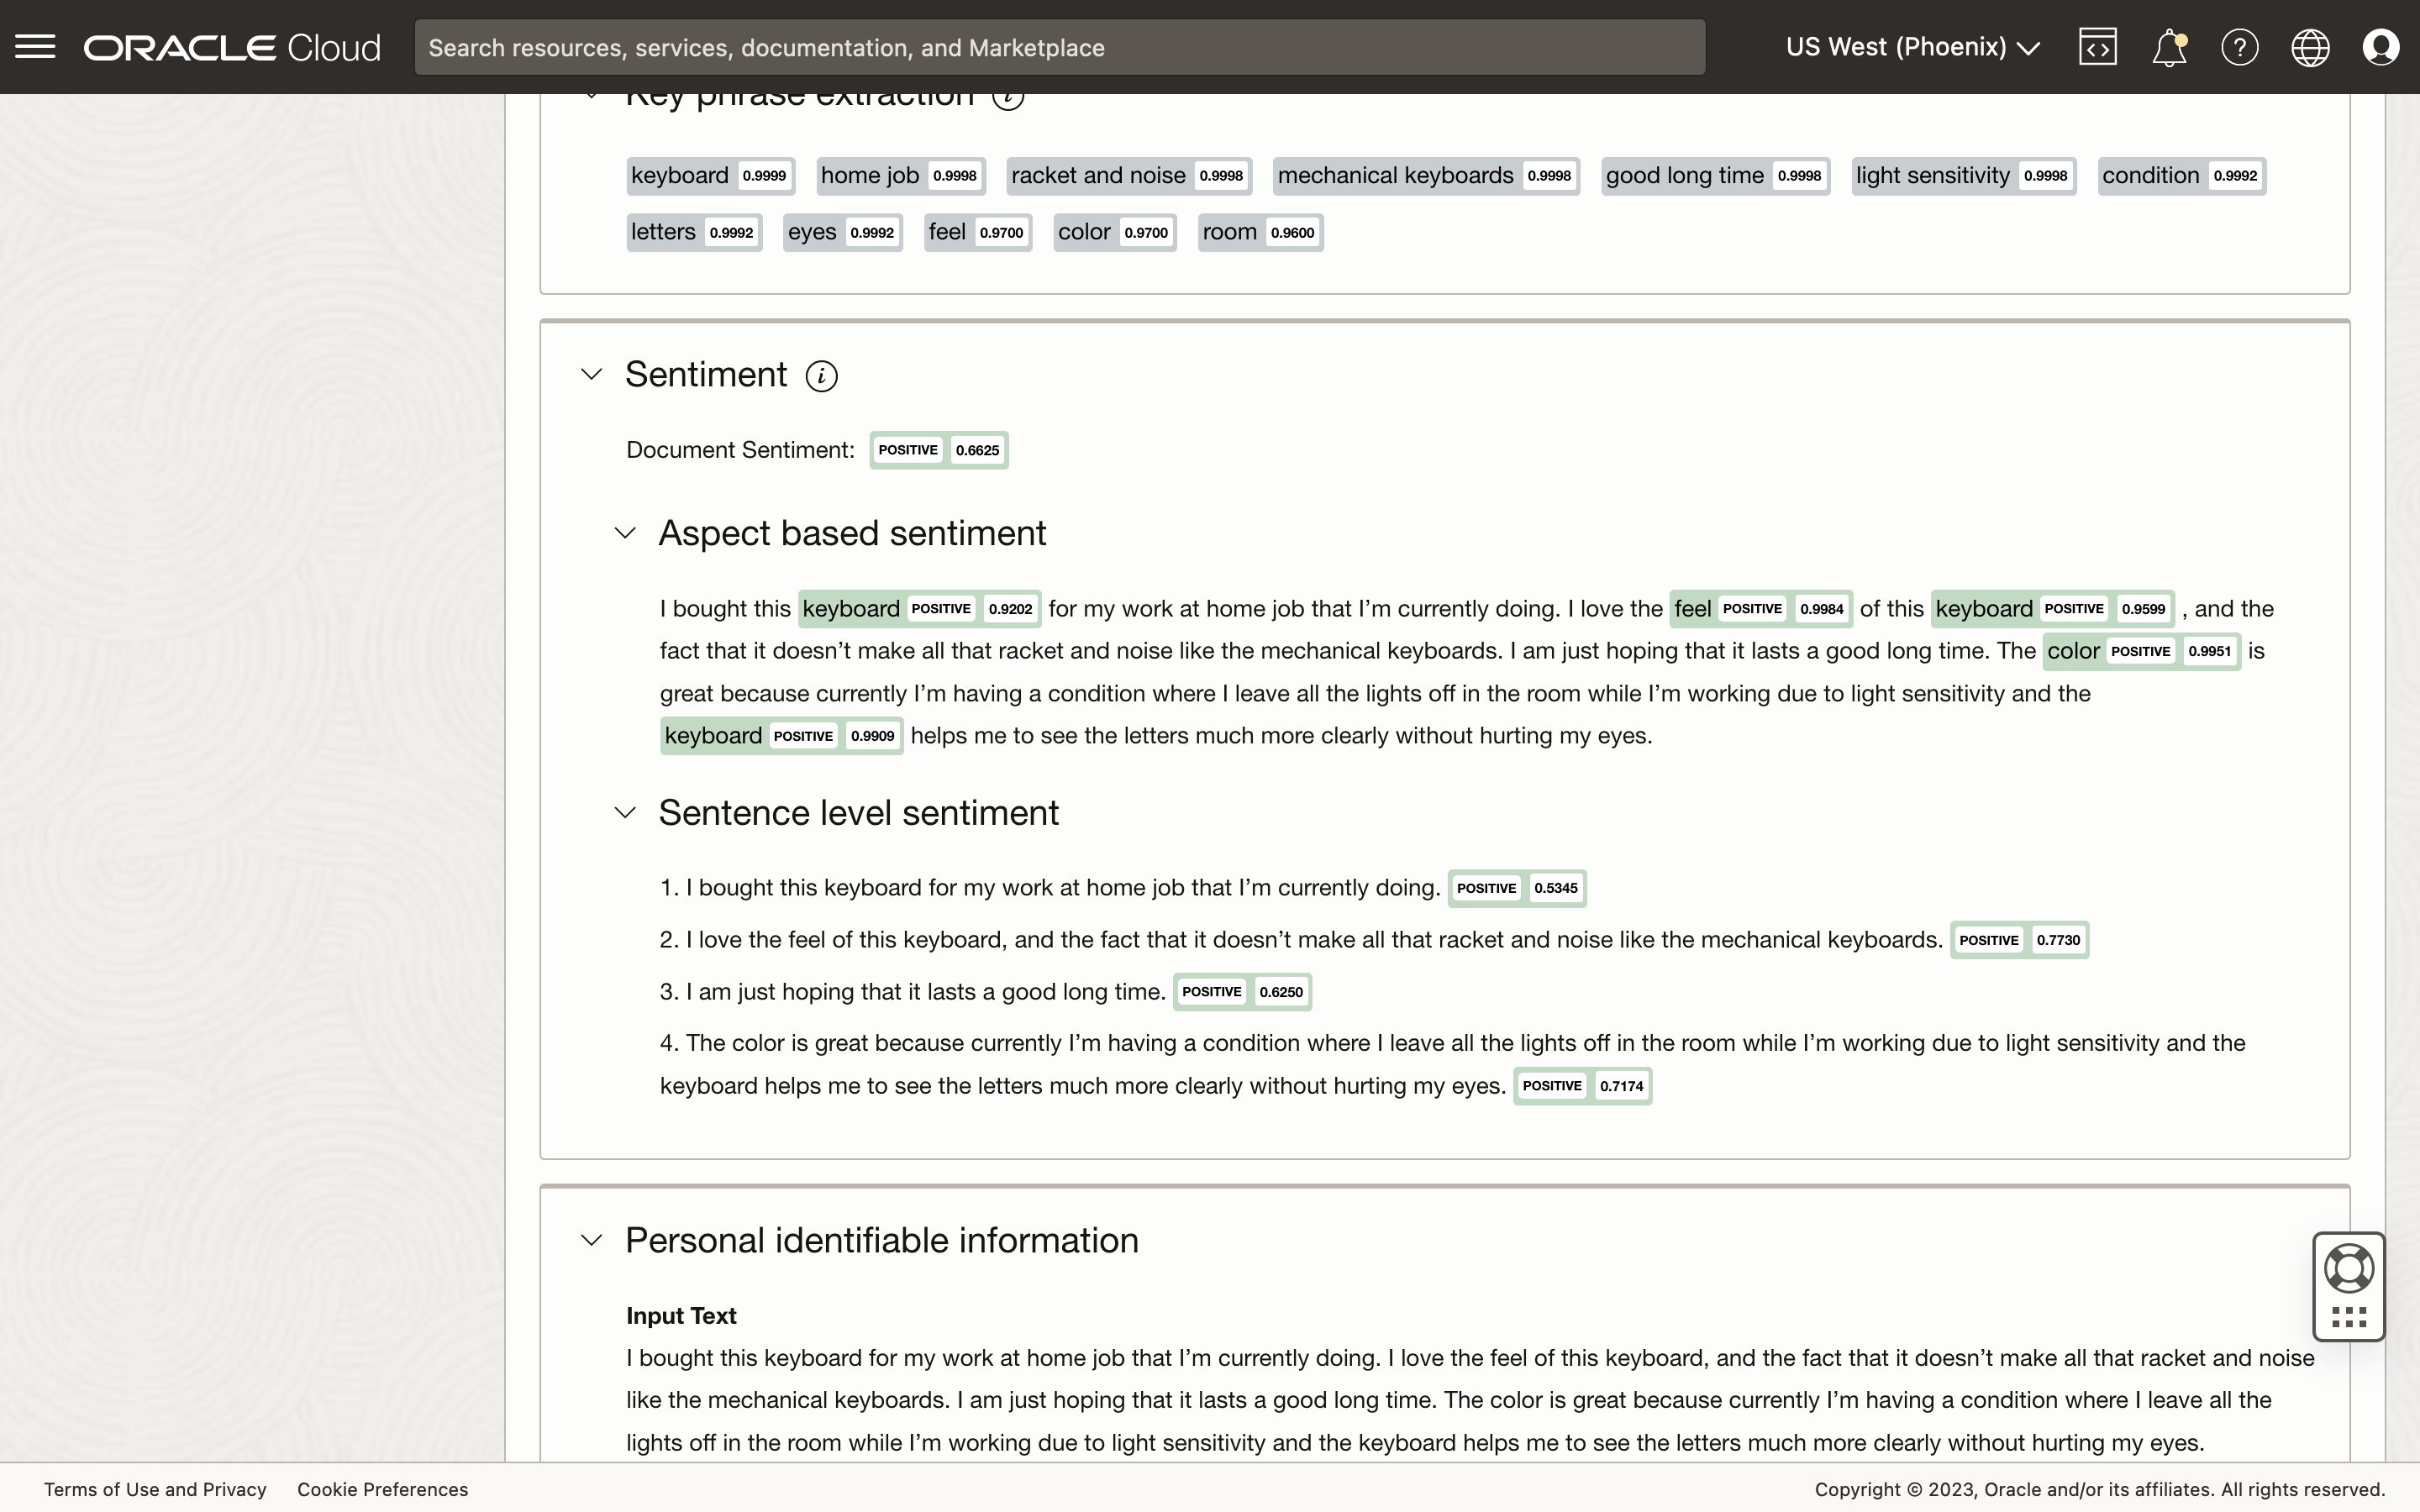 ORACLE Cloud
Search resources, services, documentation, and Marketplace
US West (Phoenix)
Key phrase extraction
keyboard 0.9999 home job 0.9998 racket and noise 0.9998 mechanical keyboards 0.9998 good long time 0.9998 light sensitivity 0.9998 condition 0.9992
letters 0.9992 eyes 0.9992 feel 0.9700 color 0.9700 room 0.9600
Sentiment
Document Sentiment: POSITIVE 0.6625
Aspect based sentiment
I bought this keyboard POSITIVE 0.9202 for my work at home job that I’m currently doing. I love the feel POSITIVE 0.9984 of this keyboard POSITIVE 0.9599 , and the
fact that it doesn’t make all that racket and noise like the mechanical keyboards. I am just hoping that it lasts a good long time. The color POSITIVE 0.9951 is
great because currently I’m having a condition where I leave all the lights off in the room while I’m working due to light sensitivity and the
keyboard POSITIVE 0.9909 helps me to see the letters much more clearly without hurting my eyes.
Sentence level sentiment
1. I bought this keyboard for my work at home job that I’m currently doing. POSITIVE 0.5345
2. I love the feel of this keyboard, and the fact that it doesn’t make all that racket and noise like the mechanical keyboards. POSITIVE 0.7730
3. I am just hoping that it lasts a good long time. POSITIVE 0.6250
4. The color is great because currently I’m having a condition where I leave all the lights off in the room while I’m working due to light sensitivity and the
keyboard helps me to see the letters much more clearly without hurting my eyes. POSITIVE 0.7174
Personal identifiable information
Input Text
I bought this keyboard for my work at home job that I’m currently doing. I love the feel of this keyboard, and the fact that it doesn’t make all that racket and noise
like the mechanical keyboards. I am just hoping that it lasts a good long time. The color is great because currently I’m having a condition where I leave all the
lights off in the room while I’m working due to light sensitivity and the keyboard helps me to see the letters much more clearly without hurting my eyes.
Terms of Use and Privacy Cookie Preferences
Copyright © 2023, Oracle and/or its affiliates. All rights reserved.